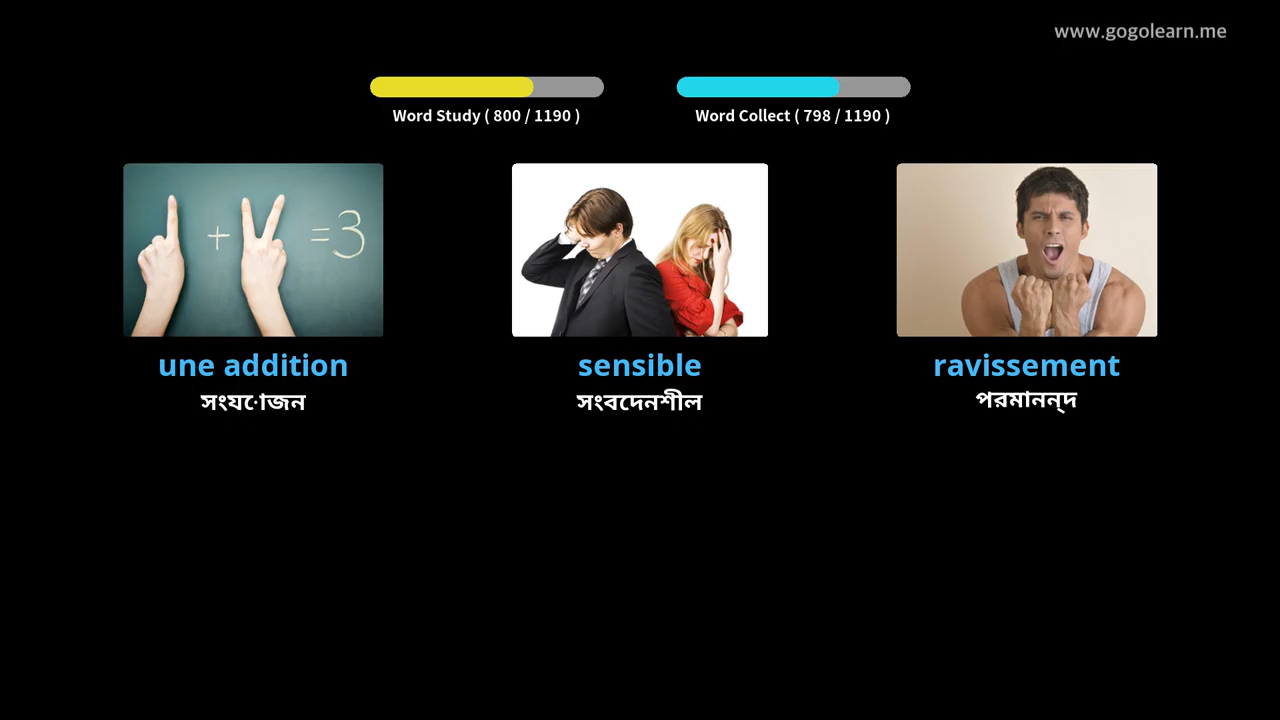 www.gogolearn.me
Word Study ( 800 / 1190 )
Word Collect ( 798 / 1190 )
+ = 3
une addition
sensible
ravissement
সংযোজন
সংবেদনশীল
পরমানন্দ